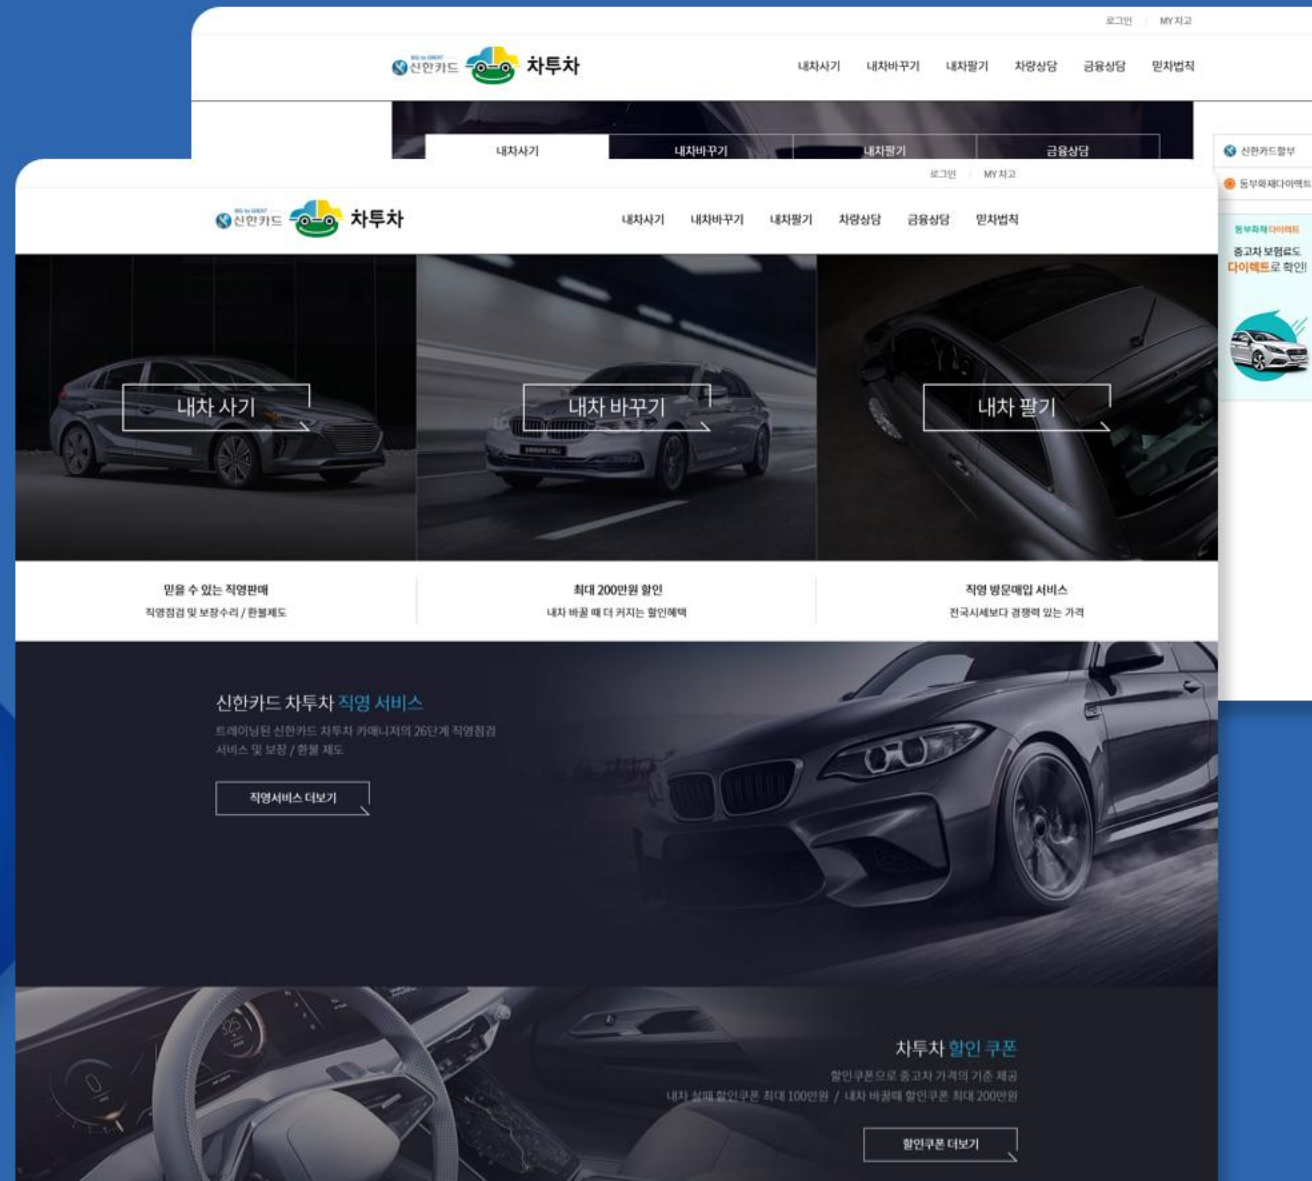 로그인 MY 차고
BIG to GREAT
신한카드 차투차
내차사기 내차바꾸기 내차팔기 차량상담 금융상담 믿차법칙
내차사기 내차바꾸기 내차팔기 금융상담
신한카드할부
동부화재다이렉트
동부화재 다이렉트
중고차 보험료도
다이렉트로 확인!
로그인 MY 차고
BIG to GREAT
신한카드 차투차
내차사기 내차바꾸기 내차팔기 차량상담 금융상담 믿차법칙
내차 사기 내차 바꾸기 내차 팔기
믿을 수 있는 직영판매
직영점검 및 보장수리 / 환불제도
최대 200만원 할인
내차 바꿀 때 더 커지는 할인혜택
직영 방문매입 서비스
전국시세보다 경쟁력 있는 가격
신한카드 차투차 직영 서비스
트레이닝된 신한카드 차투차 카매니저의 26단계 직영점검
서비스 및 보장 / 환불 제도
직영서비스 더보기
차투차 할인 쿠폰
할인쿠폰으로 중고차 가격의 기준 제공
내차 살때 할인쿠폰 최대 100만원 / 내차 바꿀때 할인쿠폰 최대 200만원
할인쿠폰 더보기